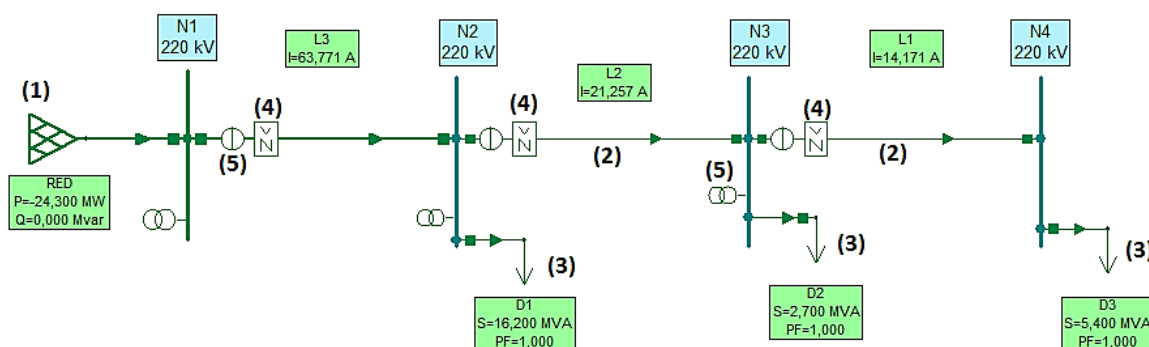 N1
220 kV
L3
I=63,771 A
N2
220 kV
L2
I=21,257 A
N3
220 kV
L1
I=14,171 A
N4
220 kV
(1)
(4)
(4)
(4)
(5)
(2)
(5)
(2)
RED
P=-24,300 MW
Q=0,000 Mvar
(3)
(3)
(3)
D1
S=16,200 MVA
PF=1,000
D2
S=2,700 MVA
PF=1,000
D3
S=5,400 MVA
PF=1,000